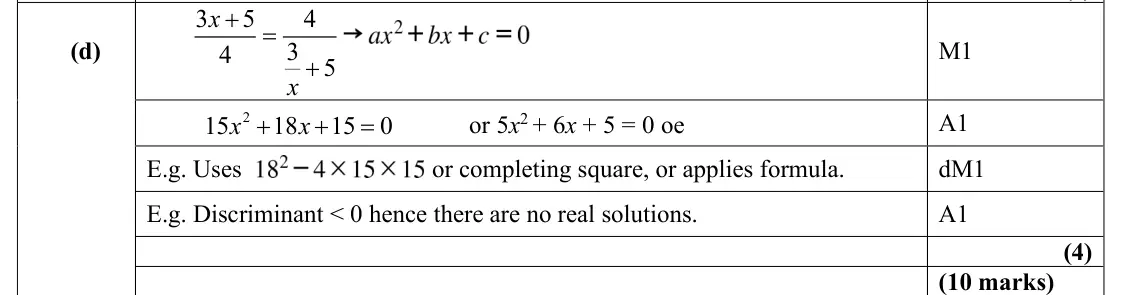 (d) (3x + 5)/4 = 4/(3/x + 5) → ax² + bx + c = 0 M1
15x² + 18x + 15 = 0 or 5x² + 6x + 5 = 0 oe A1
E.g. Uses 18² − 4 × 15 × 15 or completing square, or applies formula. dM1
E.g. Discriminant < 0 hence there are no real solutions. A1
(4)
(10 marks)